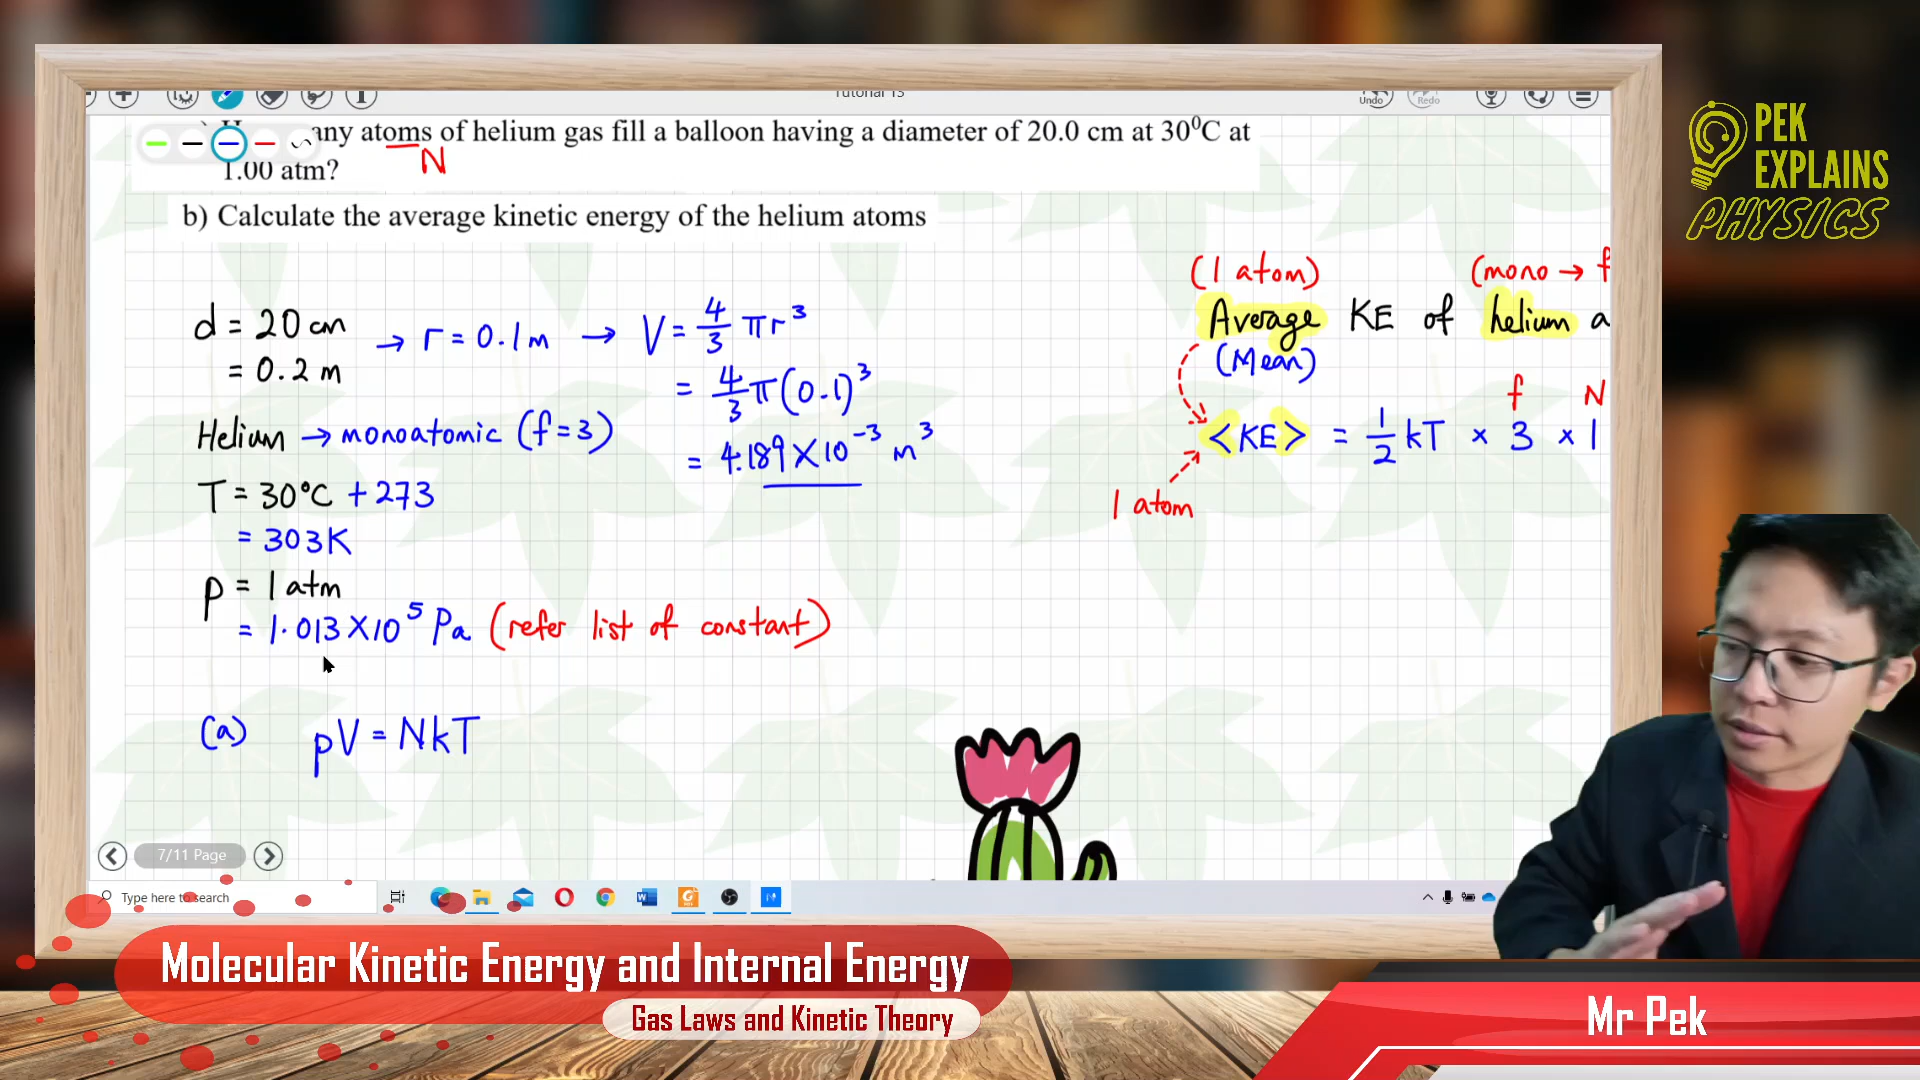 Tutorial 13
Undo
Redo
any atoms of helium gas fill a balloon having a diameter of 20.0 cm at 30⁰C at
1.00 atm?
N
b) Calculate the average kinetic energy of the helium atoms
d = 20 cm
= 0.2 m
→ r = 0.1 m → V = 4/3 πr³
= 4/3 π(0.1)³
= 4.189 × 10⁻³ m³
Helium → monoatomic (f=3)
T = 30°C + 273
= 303K
p = 1 atm
= 1.013 × 10⁵ Pa (refer list of constant)
(a) pV = NkT
(1 atom) (mono → f
Average KE of helium a
(Mean)
f N
<KE> = 1/2 kT × 3 × 1
1 atom
7/11 Page
Type here to search
PEK
EXPLAINS
PHYSICS
Molecular Kinetic Energy and Internal Energy
Gas Laws and Kinetic Theory
Mr Pek